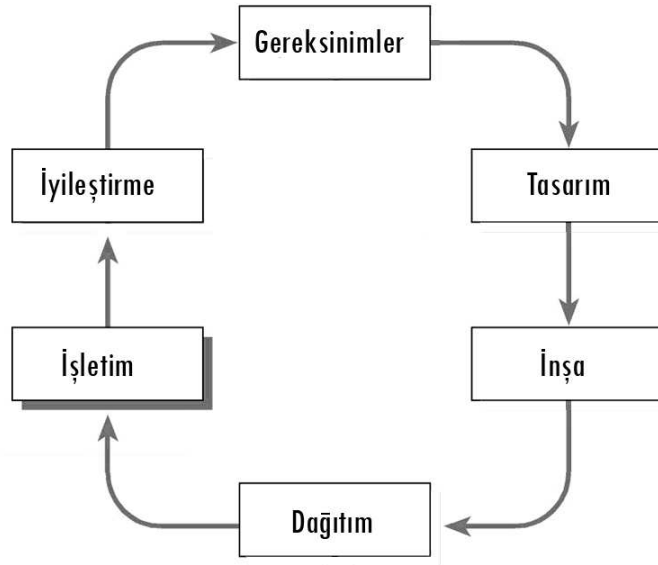 Gereksinimler
Tasarım
İnşa
Dağıtım
İşletim
İyileştirme